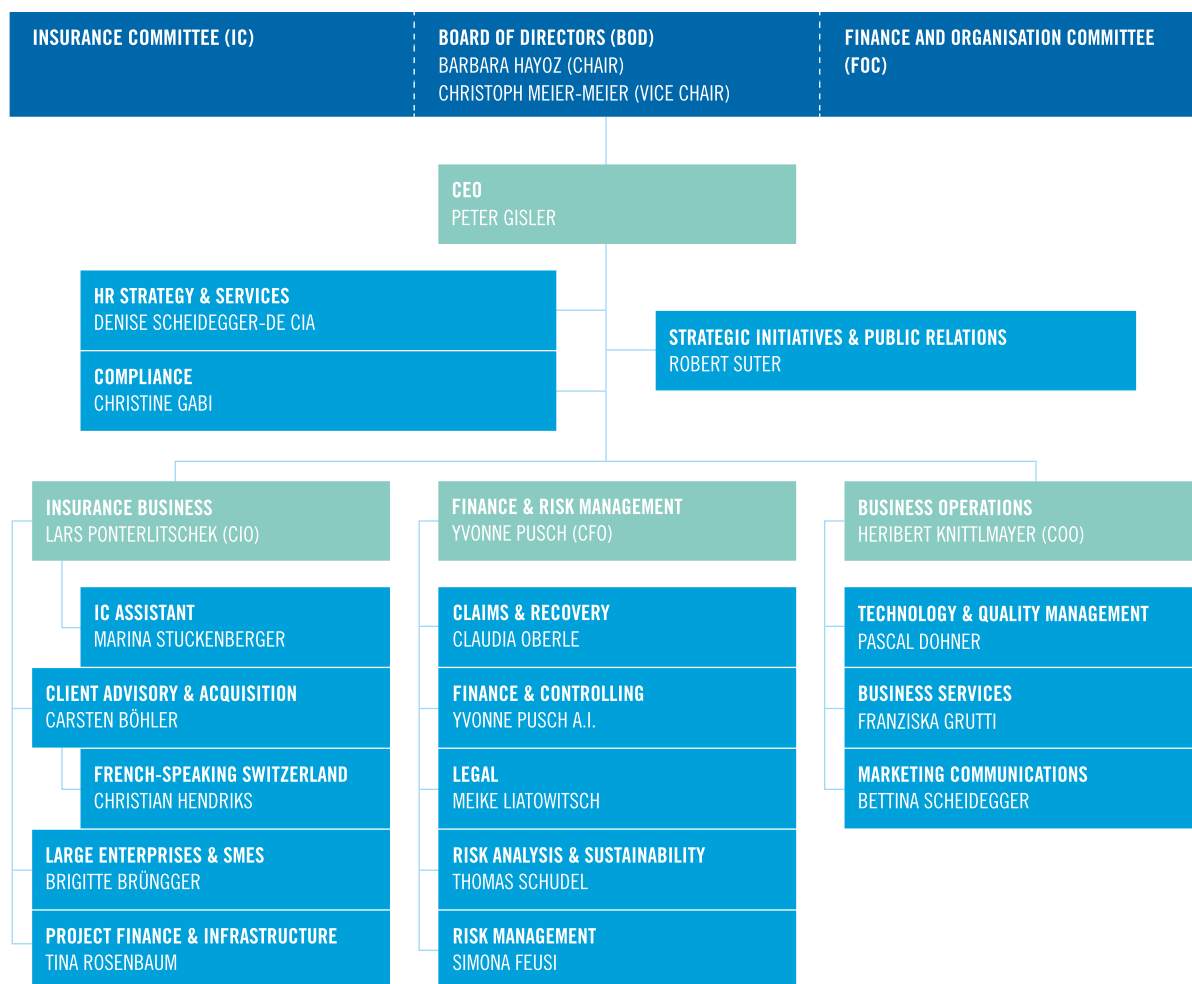 INSURANCE COMMITTEE (IC)
BOARD OF DIRECTORS (BOD)
BARBARA HAYOZ (CHAIR)
CHRISTOPH MEIER-MEIER (VICE CHAIR)
FINANCE AND ORGANISATION COMMITTEE
(FOC)
CEO
PETER GISLER
HR STRATEGY & SERVICES
DENISE SCHEIDEGGER-DE CIA
COMPLIANCE
CHRISTINE GABI
STRATEGIC INITIATIVES & PUBLIC RELATIONS
ROBERT SUTER
INSURANCE BUSINESS
LARS PONTERLITSCHEK (CIO)
IC ASSISTANT
MARINA STUCKENBERGER
CLIENT ADVISORY & ACQUISITION
CARSTEN BÖHLER
FRENCH-SPEAKING SWITZERLAND
CHRISTIAN HENDRIKS
LARGE ENTERPRISES & SMES
BRIGITTE BRÜNGGER
PROJECT FINANCE & INFRASTRUCTURE
TINA ROSENBAUM
FINANCE & RISK MANAGEMENT
YVONNE PUSCH (CFO)
CLAIMS & RECOVERY
CLAUDIA OBERLE
FINANCE & CONTROLLING
YVONNE PUSCH A.I.
LEGAL
MEIKE LIATOWITSCH
RISK ANALYSIS & SUSTAINABILITY
THOMAS SCHUDEL
RISK MANAGEMENT
SIMONA FEUSI
BUSINESS OPERATIONS
HERIBERT KNITTLMAYER (COO)
TECHNOLOGY & QUALITY MANAGEMENT
PASCAL DOHNER
BUSINESS SERVICES
FRANZISKA GRUTTI
MARKETING COMMUNICATIONS
BETTINA SCHEIDEGGER